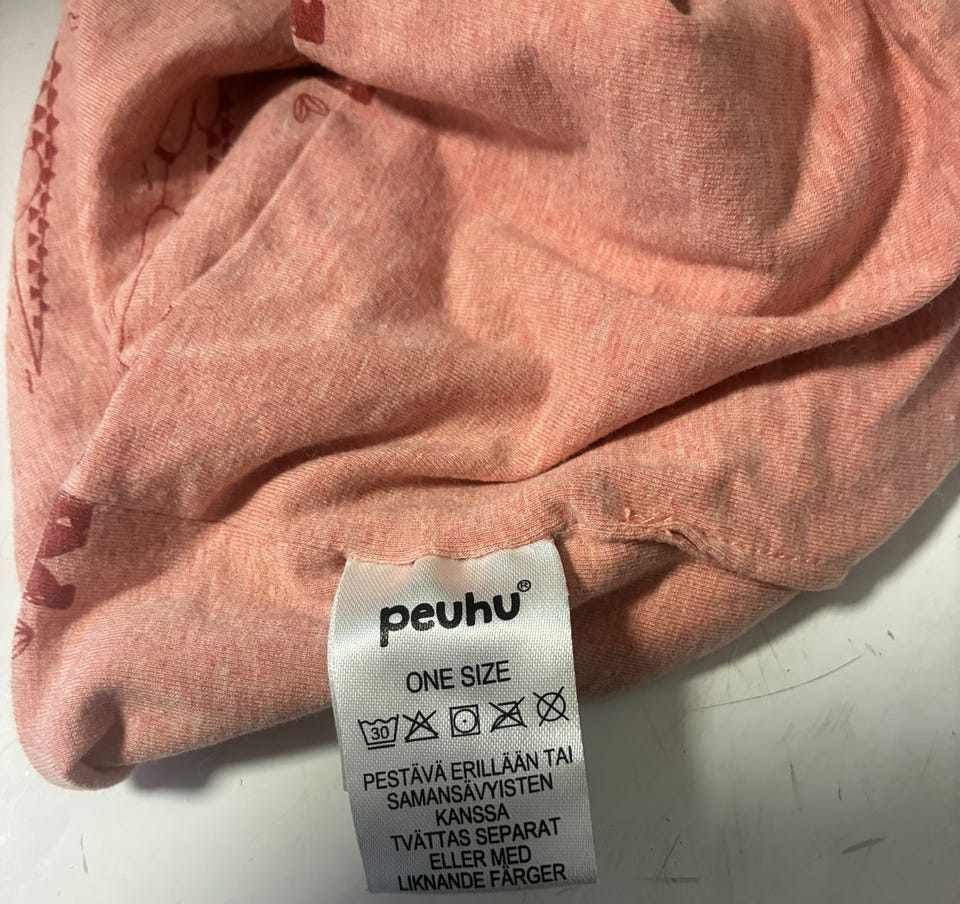 peuhu®
ONE SIZE
30
PESTÄVÄ ERILLÄÄN TAI
SAMANSÄVYISTEN
KANSSA
TVÄTTAS SEPARAT
ELLER MED
LIKNANDE FÄRGER